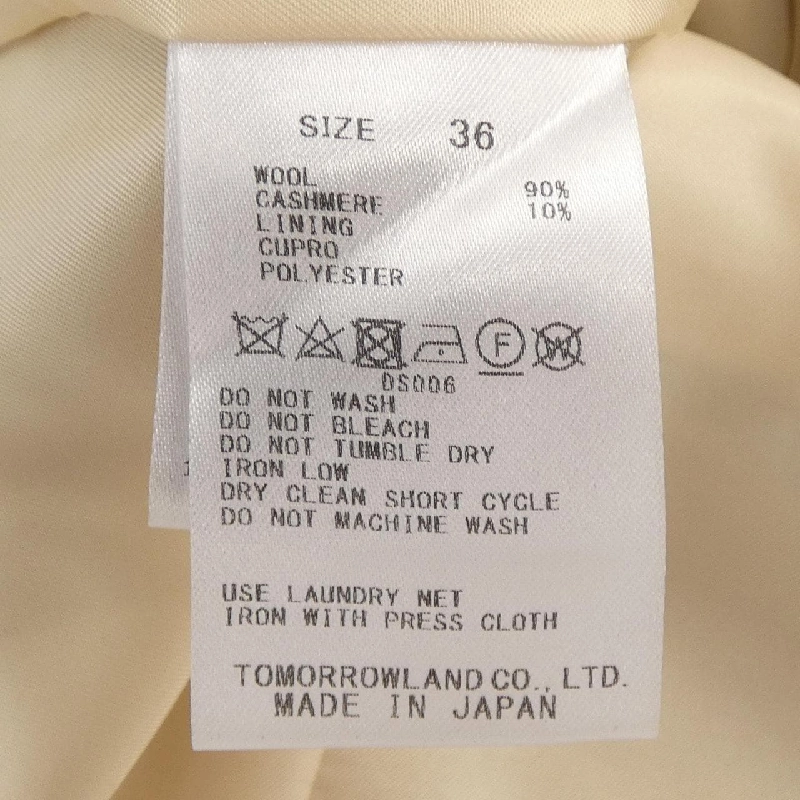 SIZE 36
WOOL 90%
CASHMERE 10%
LINING
CUPRO
POLYESTER
F W
DS006
DO NOT WASH
DO NOT BLEACH
DO NOT TUMBLE DRY
IRON LOW
DRY CLEAN SHORT CYCLE
DO NOT MACHINE WASH
USE LAUNDRY NET
IRON WITH PRESS CLOTH
TOMORROWLAND CO., LTD.
MADE IN JAPAN